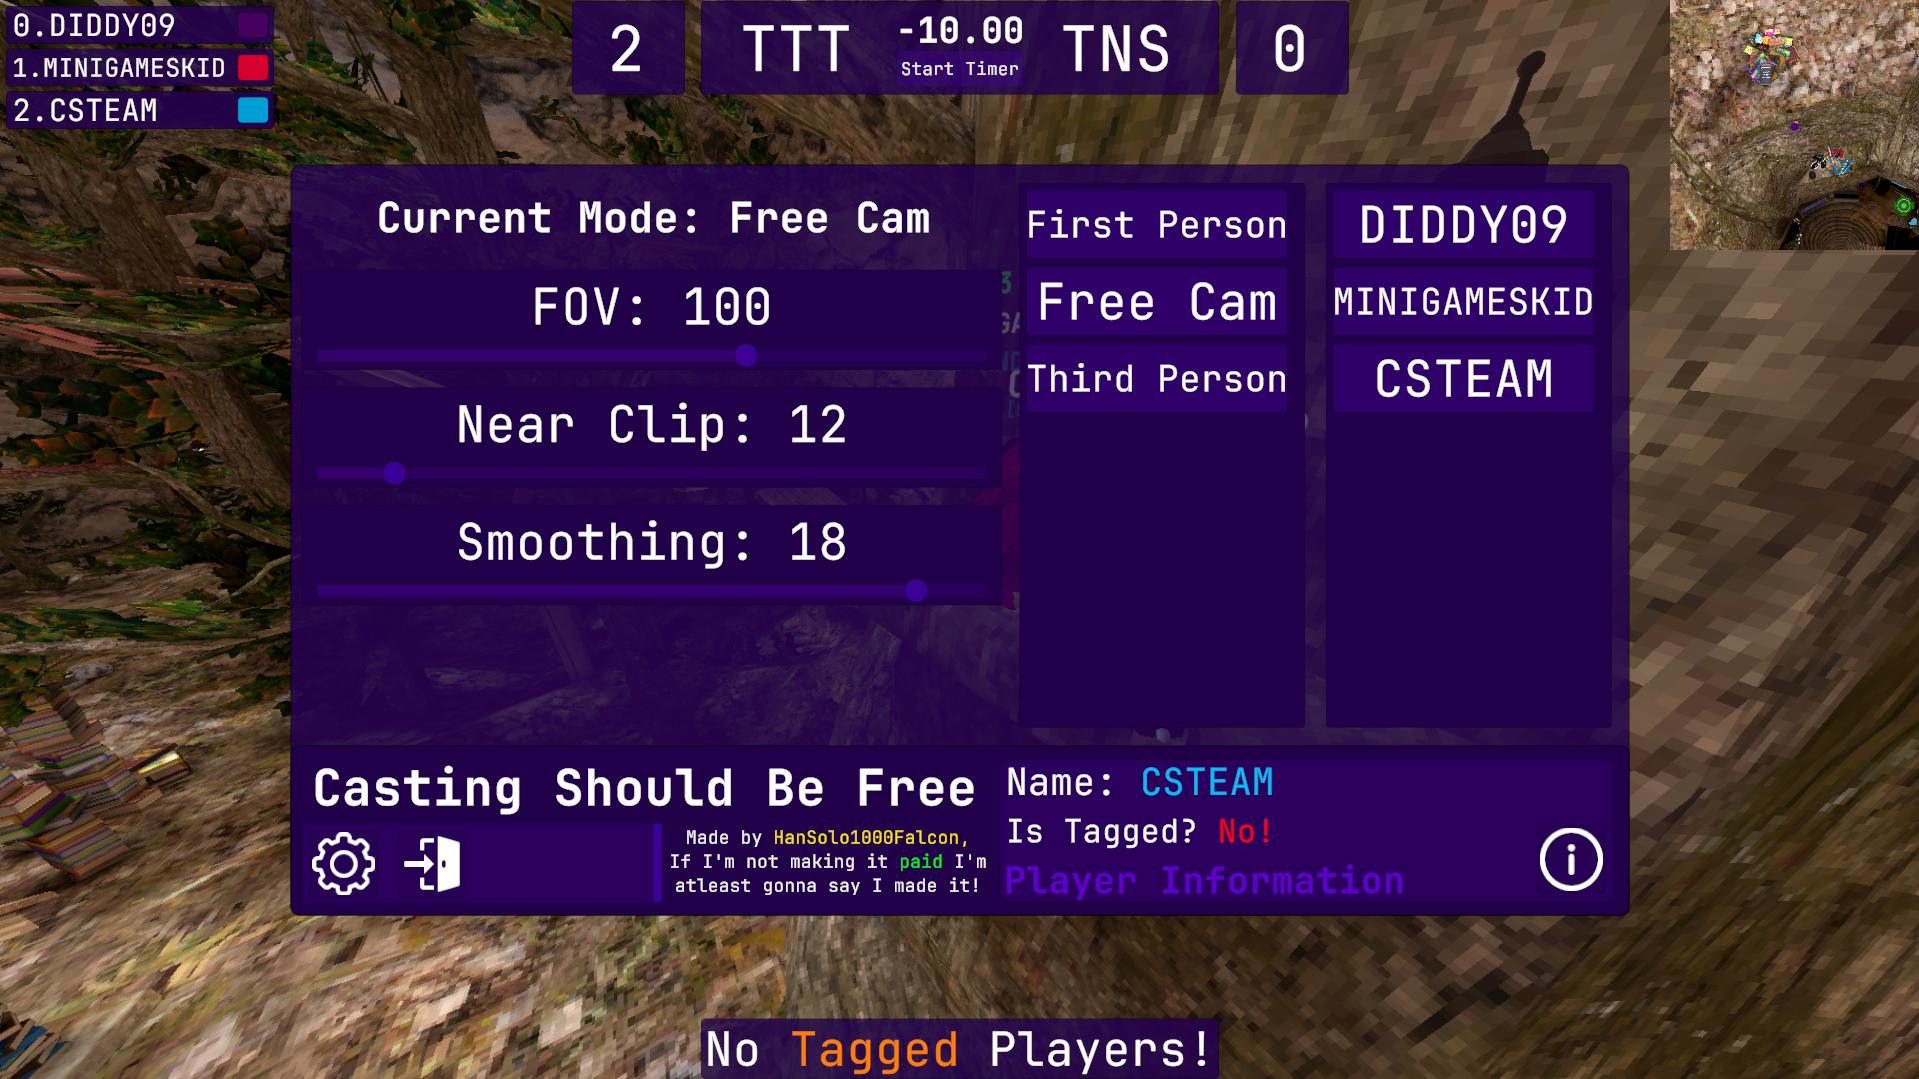 0.DIDDY09
1.MINIGAMESKID
2.CSTEAM
2
TTT
-10.00
Start Timer
TNS
0
Current Mode: Free Cam
FOV: 100
Near Clip: 12
Smoothing: 18
First Person
Free Cam
Third Person
DIDDY09
MINIGAMESKID
CSTEAM
Casting Should Be Free
Made by HanSolo1000Falcon,
If I'm not making it paid I'm
atleast gonna say I made it!
Name: CSTEAM
Is Tagged? No!
Player Information
No Tagged Players!